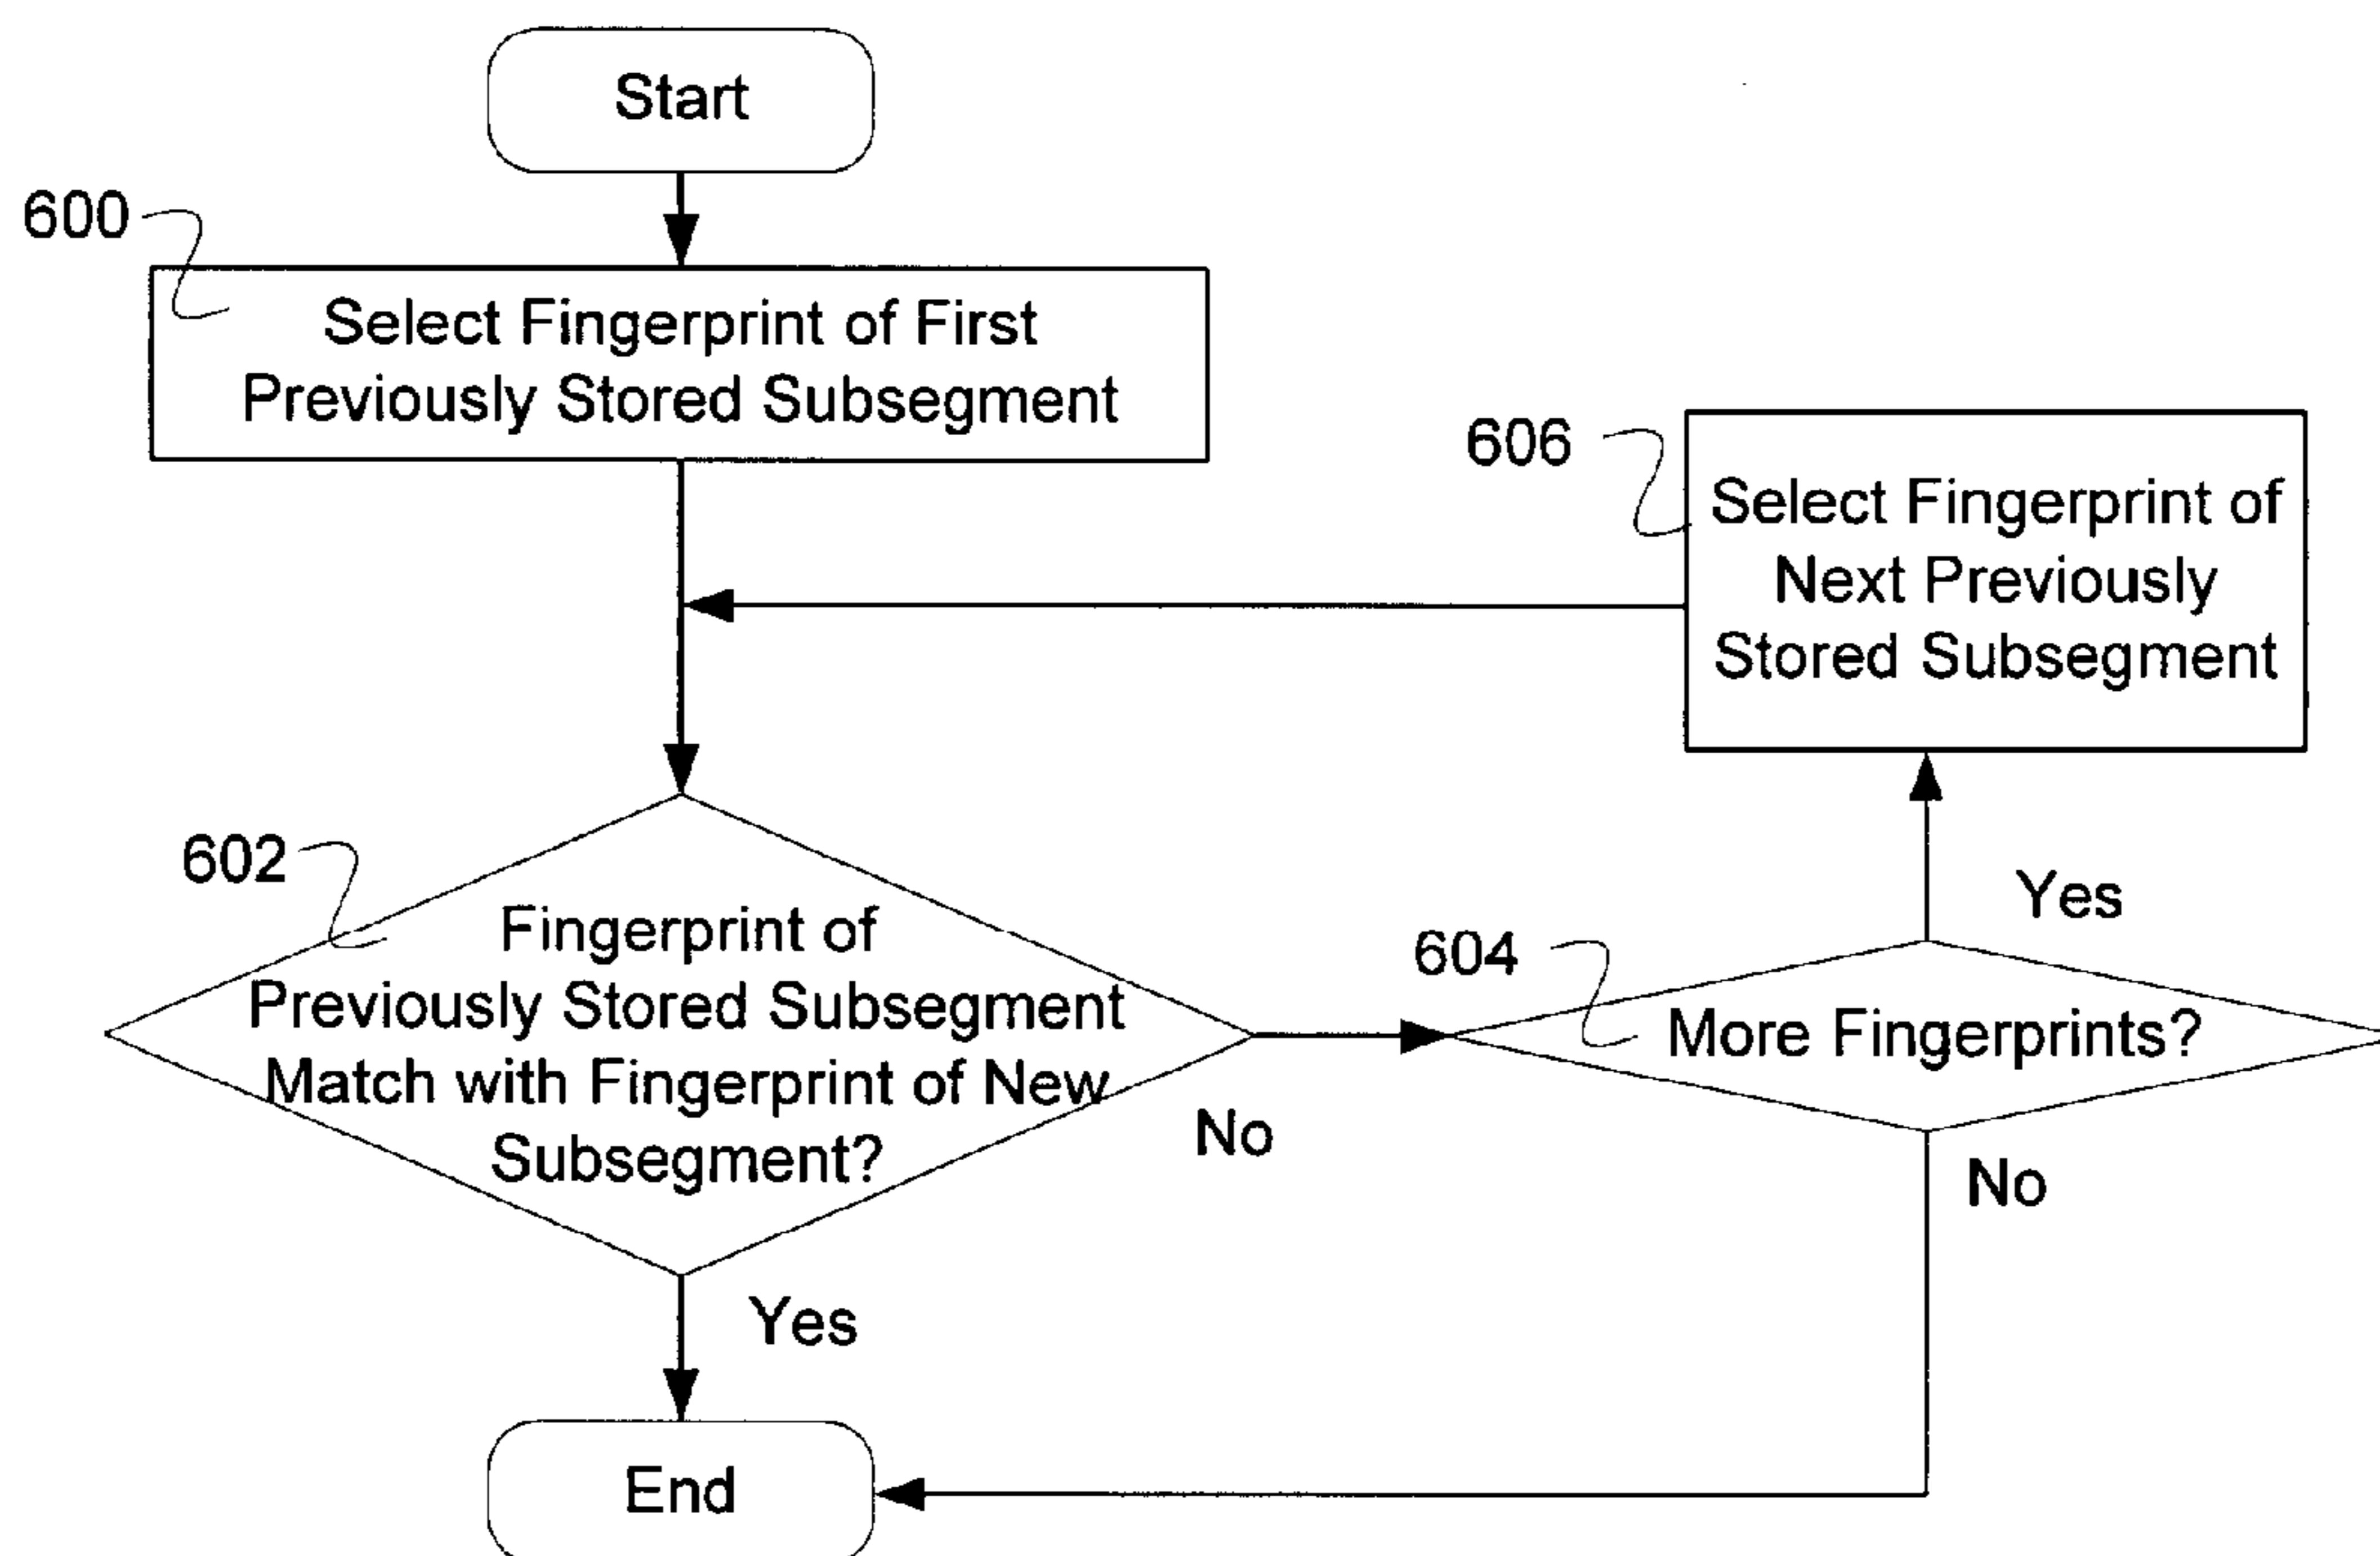 Start
600
Select Fingerprint of First
Previously Stored Subsegment
606
Select Fingerprint of
Next Previously
Stored Subsegment
602
Fingerprint of
Previously Stored Subsegment
Match with Fingerprint of New
Subsegment?
No
604
More Fingerprints?
Yes
No
Yes
End